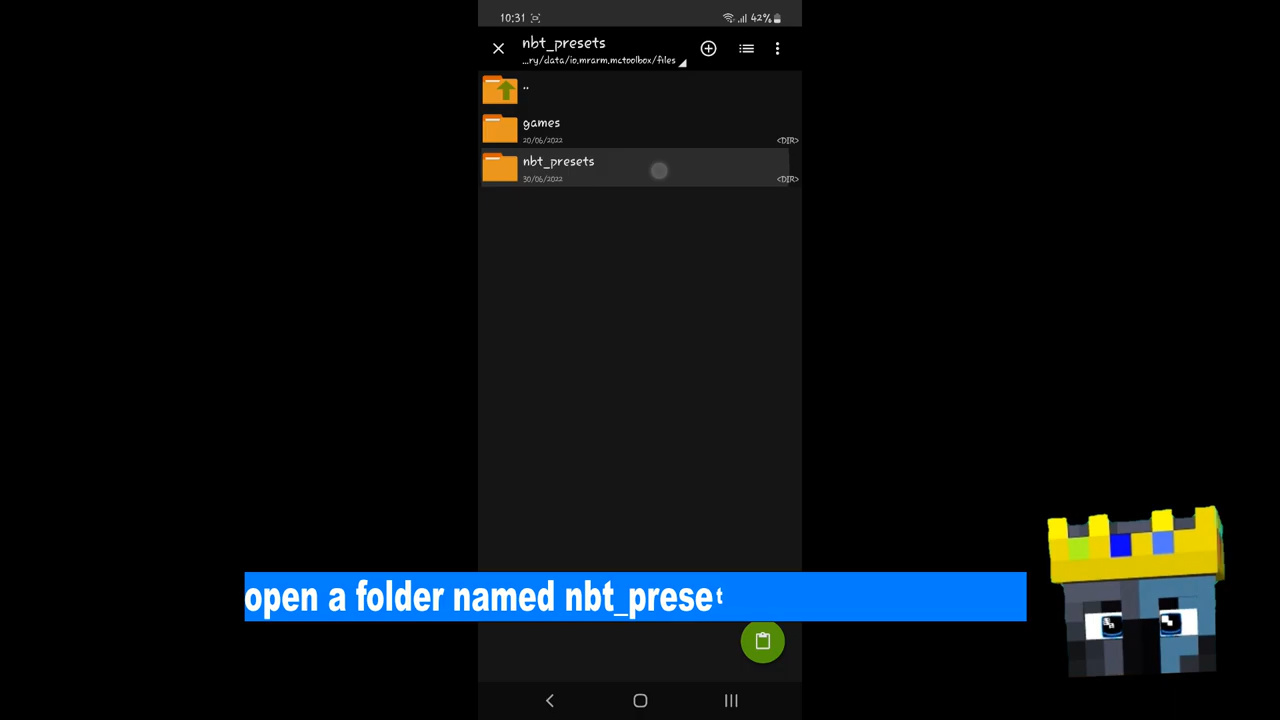 10:31
42%
nbt_presets
...ry/data/io.mrarm.mctoolbox/files
..
games
20/06/2022
<DIR>
nbt_presets
30/06/2022
<DIR>
open a folder named nbt_preset